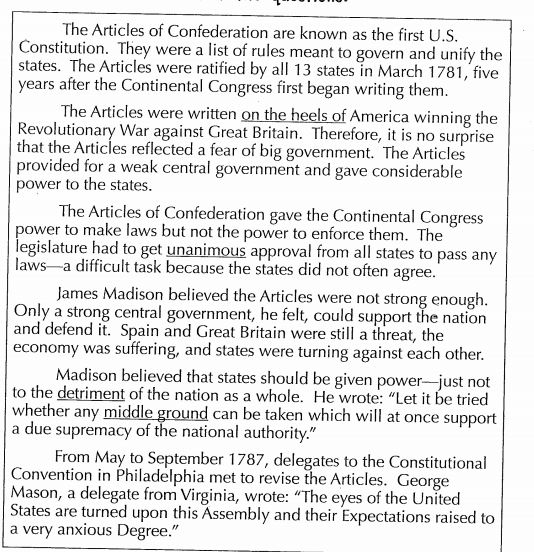 questions.
The Articles of Confederation are known as the first U.S.
Constitution. They were a list of rules meant to govern and unify the
states. The Articles were ratified by all 13 states in March 1781, five
years after the Continental Congress first began writing them.
The Articles were written on the heels of America winning the
Revolutionary War against Great Britain. Therefore, it is no surprise
that the Articles reflected a fear of big government. The Articles
provided for a weak central government and gave considerable
power to the states.
The Articles of Confederation gave the Continental Congress
power to make laws but not the power to enforce them. The
legislature had to get unanimous approval from all states to pass any
laws—a difficult task because the states did not often agree.
James Madison believed the Articles were not strong enough.
Only a strong central government, he felt, could support the nation
and defend it. Spain and Great Britain were still a threat, the
economy was suffering, and states were turning against each other.
Madison believed that states should be given power—just not
to the detriment of the nation as a whole. He wrote: “Let it be tried
whether any middle ground can be taken which will at once support
a due supremacy of the national authority.”
From May to September 1787, delegates to the Constitutional
Convention in Philadelphia met to revise the Articles. George
Mason, a delegate from Virginia, wrote: “The eyes of the United
States are turned upon this Assembly and their Expectations raised to
a very anxious Degree.”